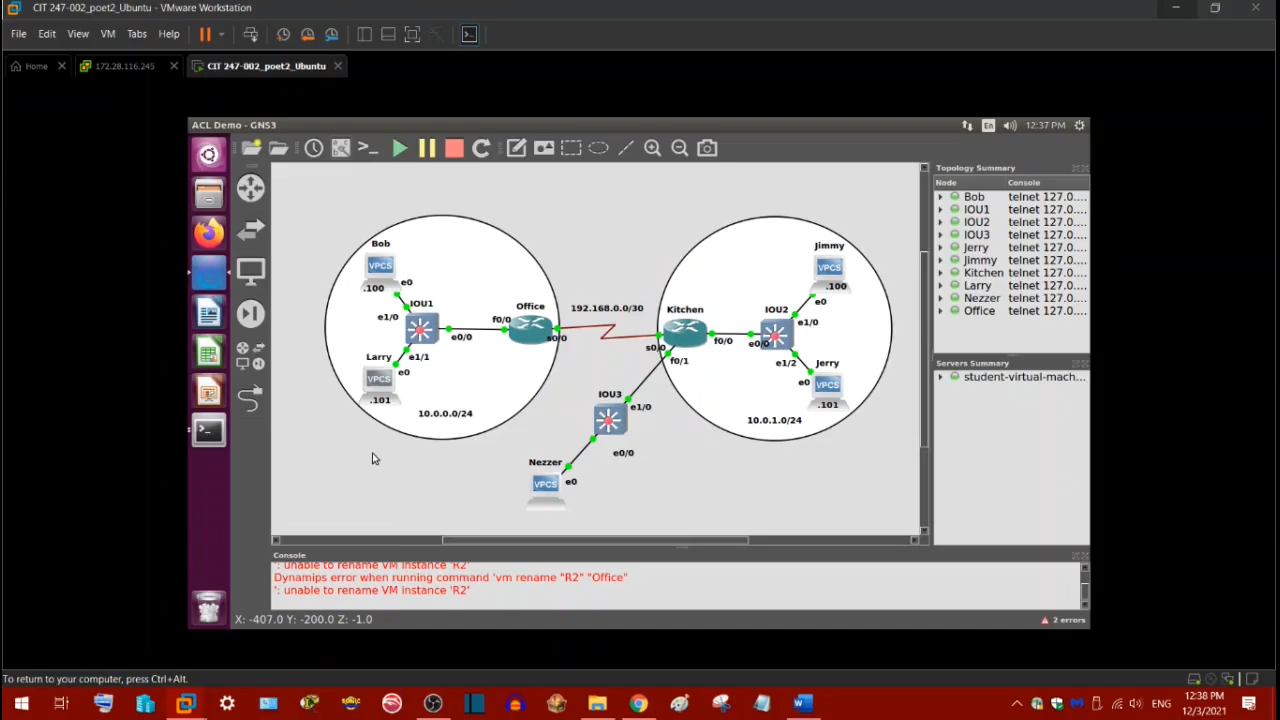 CIT 247-002_poet2_Ubuntu - VMware Workstation
File Edit View VM Tabs Help
Home 172.28.116.245 CIT 247-002_poet2_Ubuntu
ACL Demo - GNS3 En 12:37 PM
Topology Summary
Node Console
Bob telnet 127.0....
IOU1 telnet 127.0....
IOU2 telnet 127.0....
IOU3 telnet 127.0....
Jerry telnet 127.0....
Jimmy telnet 127.0....
Kitchen telnet 127.0....
Larry telnet 127.0....
Nezzer telnet 127.0....
Office telnet 127.0....
Servers Summary
student-virtual-mach...
Bob
VPCS
.100
e0
e1/0
IOU1
e0/0
e1/1
Larry
VPCS
e0
.101
10.0.0.0/24
Office
f0/0
s0/0
192.168.0.0/30
Kitchen
s0/0
f0/0
f0/1
Jimmy
VPCS
.100
e0
IOU2
e1/0
e0/0
e1/2
Jerry
VPCS
e0
.101
10.0.1.0/24
IOU3
e1/0
e0/0
Nezzer
VPCS
e0
Console
': unable to rename VM instance 'R2'
Dynamips error when running command 'vm rename "R2" "Office"
': unable to rename VM instance 'R2'
X: -407.0 Y: -200.0 Z: -1.0 2 errors
To return to your computer, press Ctrl+Alt.
ENG
12:38 PM
12/3/2021